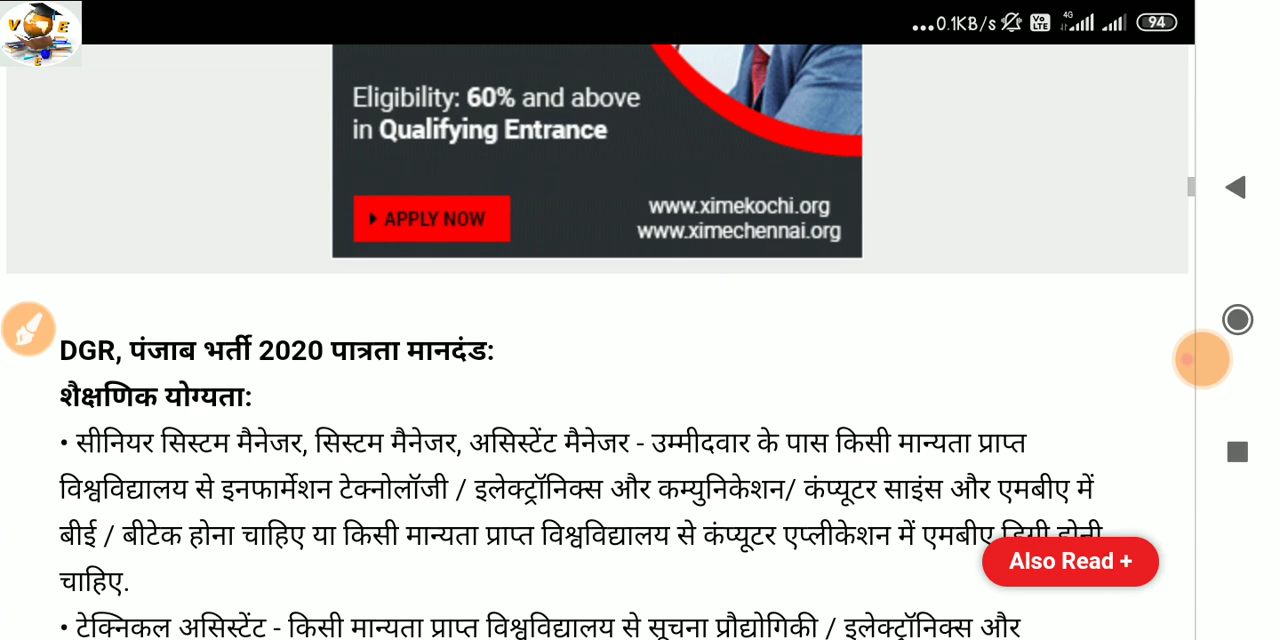 V O E
E
...0.1KB/s Vo LTE 4G 94
Eligibility: 60% and above
in Qualifying Entrance
APPLY NOW
www.ximekochi.org
www.ximechennai.org
DGR, पंजाब भर्ती 2020 पात्रता मानदंड:
शैक्षणिक योग्यता:
• सीनियर सिस्टम मैनेजर, सिस्टम मैनेजर, असिस्टेंट मैनेजर - उम्मीदवार के पास किसी मान्यता प्राप्त
विश्वविद्यालय से इनफार्मेशन टेक्नोलॉजी / इलेक्ट्रॉनिक्स और कम्युनिकेशन/ कंप्यूटर साइंस और एमबीए में
बीई / बीटेक होना चाहिए या किसी मान्यता प्राप्त विश्वविद्यालय से कंप्यूटर एप्लीकेशन में एमबीए डिग्री होनी
चाहिए.
Also Read +
• टेक्निकल असिस्टेंट - किसी मान्यता प्राप्त विश्वविद्यालय से सूचना प्रौद्योगिकी / इलेक्ट्रॉनिक्स और